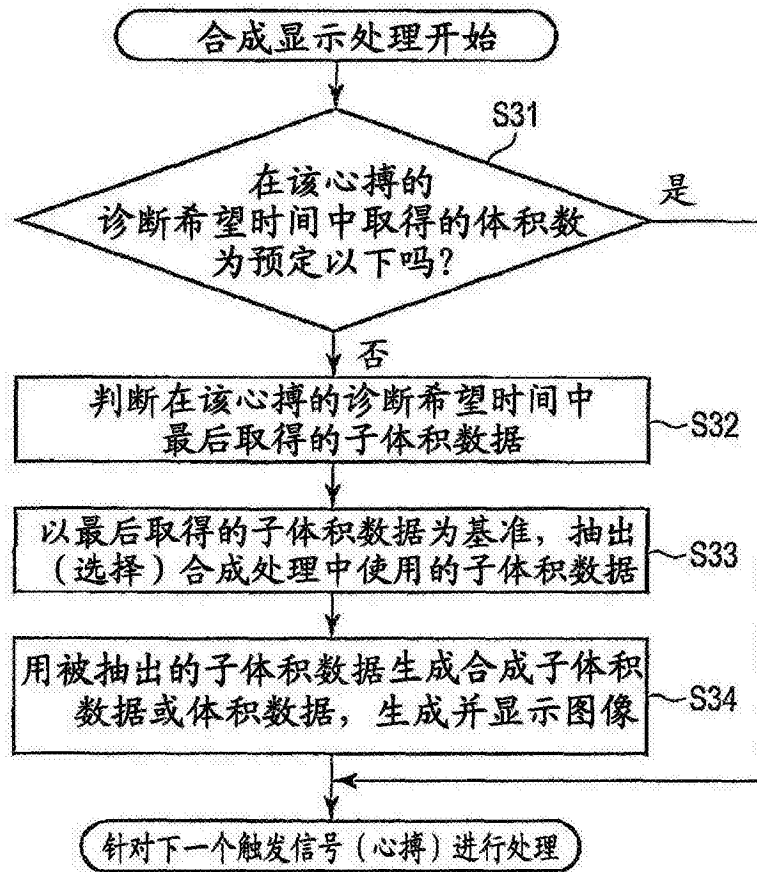 合成显示处理开始
S31
在该心搏的
诊断希望时间中取得的体积数
为预定以下吗?
是
否
判断在该心搏的诊断希望时间中
最后取得的子体积数据
S32
以最后取得的子体积数据为基准，抽出
(选择)合成处理中使用的子体积数据
S33
用被抽出的子体积数据生成合成子体积
数据或体积数据，生成并显示图像
S34
针对下一个触发信号(心搏)进行处理